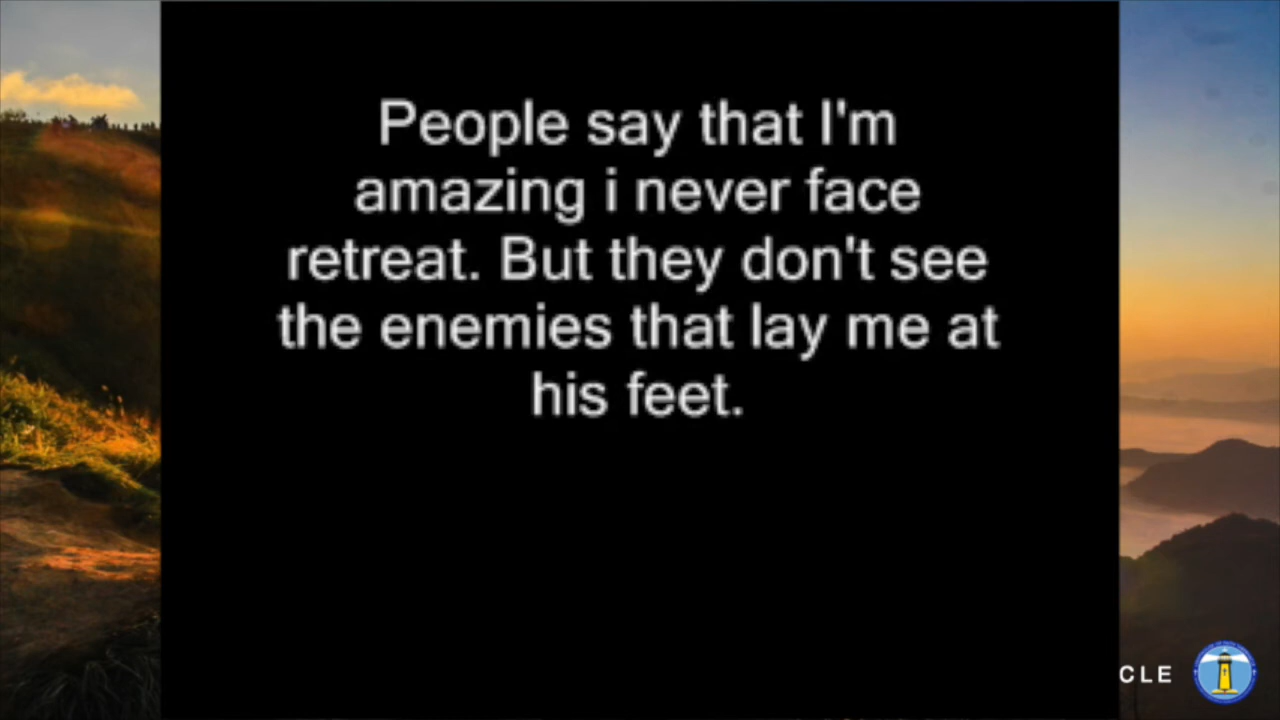 People say that I'm
amazing i never face
retreat. But they don't see
the enemies that lay me at
his feet.
CLE